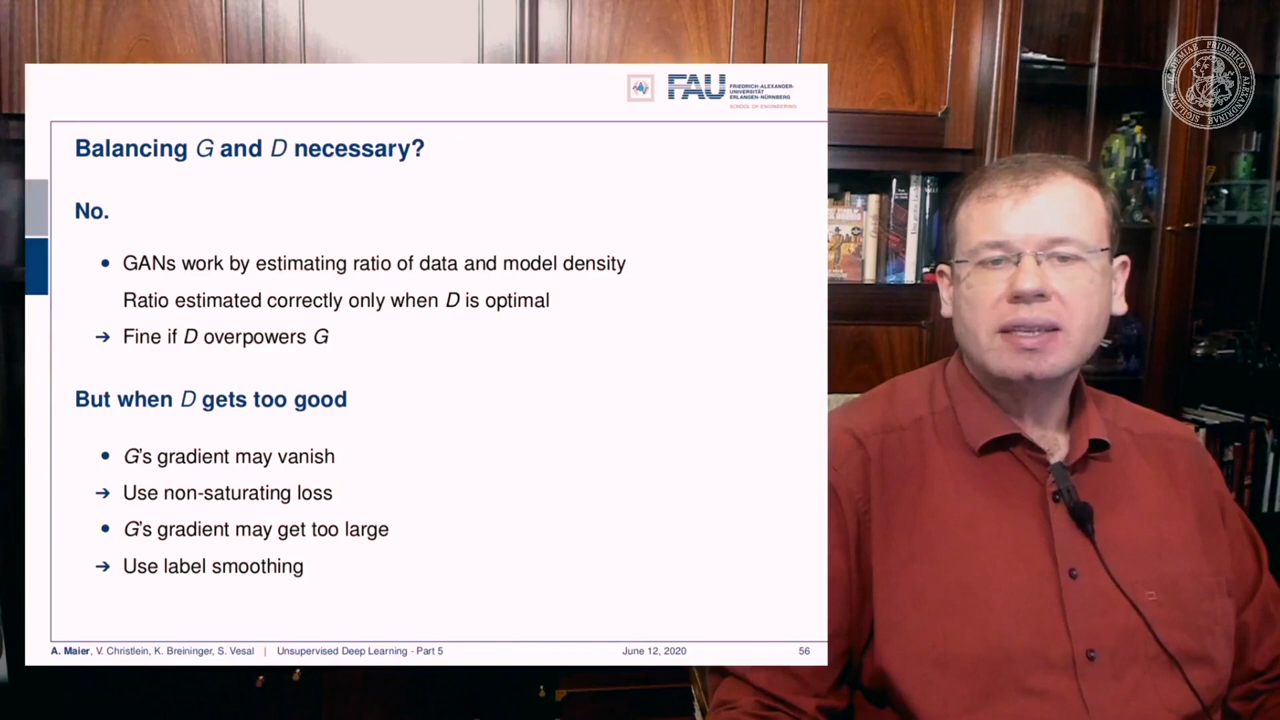 FAU
FRIEDRICH-ALEXANDER-
UNIVERSITÄT
ERLANGEN-NÜRNBERG
SCHOOL OF ENGINEERING
Balancing G and D necessary?
No.
• GANs work by estimating ratio of data and model density
Ratio estimated correctly only when D is optimal
➔ Fine if D overpowers G
But when D gets too good
• G's gradient may vanish
➔ Use non-saturating loss
• G's gradient may get too large
➔ Use label smoothing
A. Maier, V. Christlein, K. Breininger, S. Vesal | Unsupervised Deep Learning - Part 5 June 12, 2020 56